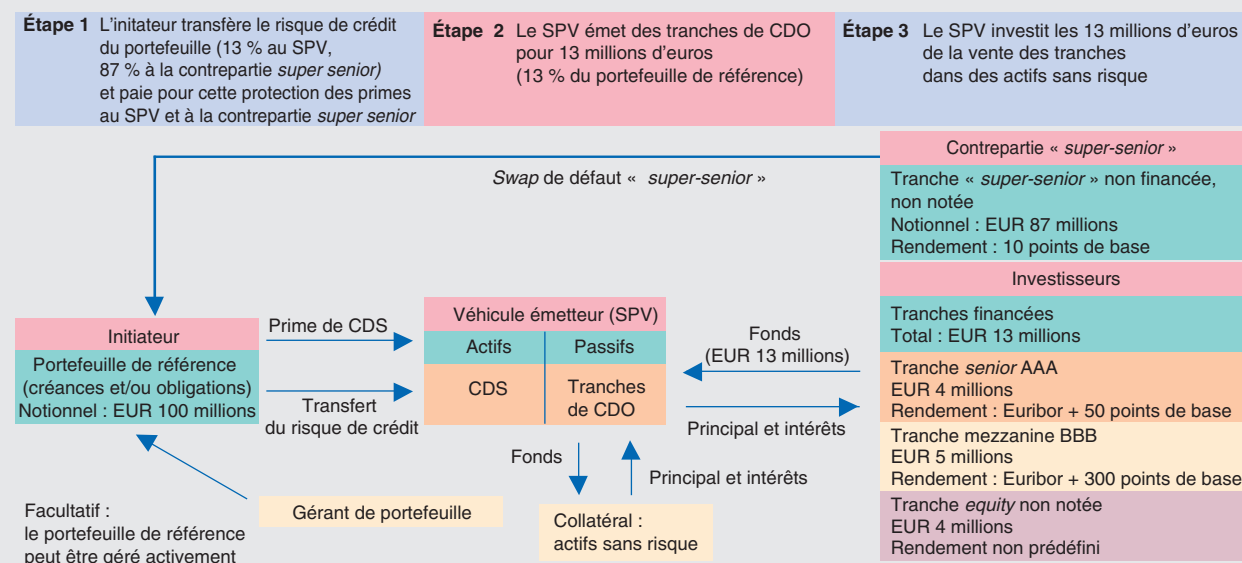 Étape 1 L'initateur transfère le risque de crédit
du portefeuille (13 % au SPV,
87 % à la contrepartie super senior)
et paie pour cette protection des primes
au SPV et à la contrepartie super senior
Étape 2 Le SPV émet des tranches de CDO
pour 13 millions d'euros
(13 % du portefeuille de référence)
Étape 3 Le SPV investit les 13 millions d'euros
de la vente des tranches
dans des actifs sans risque
Contrepartie « super-senior »
Swap de défaut « super-senior »
Tranche « super-senior » non financée,
non notée
Notionnel : EUR 87 millions
Rendement : 10 points de base
Investisseurs
Tranches financées
Total : EUR 13 millions
Tranche senior AAA
EUR 4 millions
Rendement : Euribor + 50 points de base
Tranche mezzanine BBB
EUR 5 millions
Rendement : Euribor + 300 points de base
Tranche equity non notée
EUR 4 millions
Rendement non prédéfini
Initiateur
Portefeuille de référence
(créances et/ou obligations)
Notionnel : EUR 100 millions
Prime de CDS
Transfert
du risque de crédit
Véhicule émetteur (SPV)
Actifs Passifs
CDS Tranches
de CDO
Fonds
(EUR 13 millions)
Principal et intérêts
Fonds
Principal et intérêts
Facultatif :
le portefeuille de référence
peut être géré activement
Gérant de portefeuille
Collatéral :
actifs sans risque